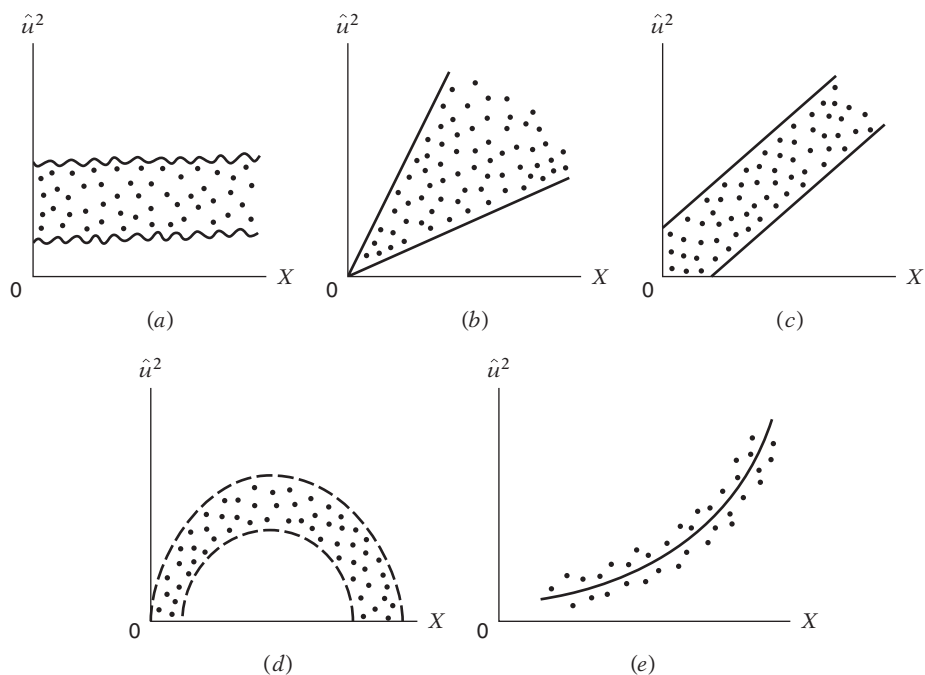 û² û² û²
0 X 0 X 0 X
(a) (b) (c)
û² û²
0 X 0 X
(d) (e)